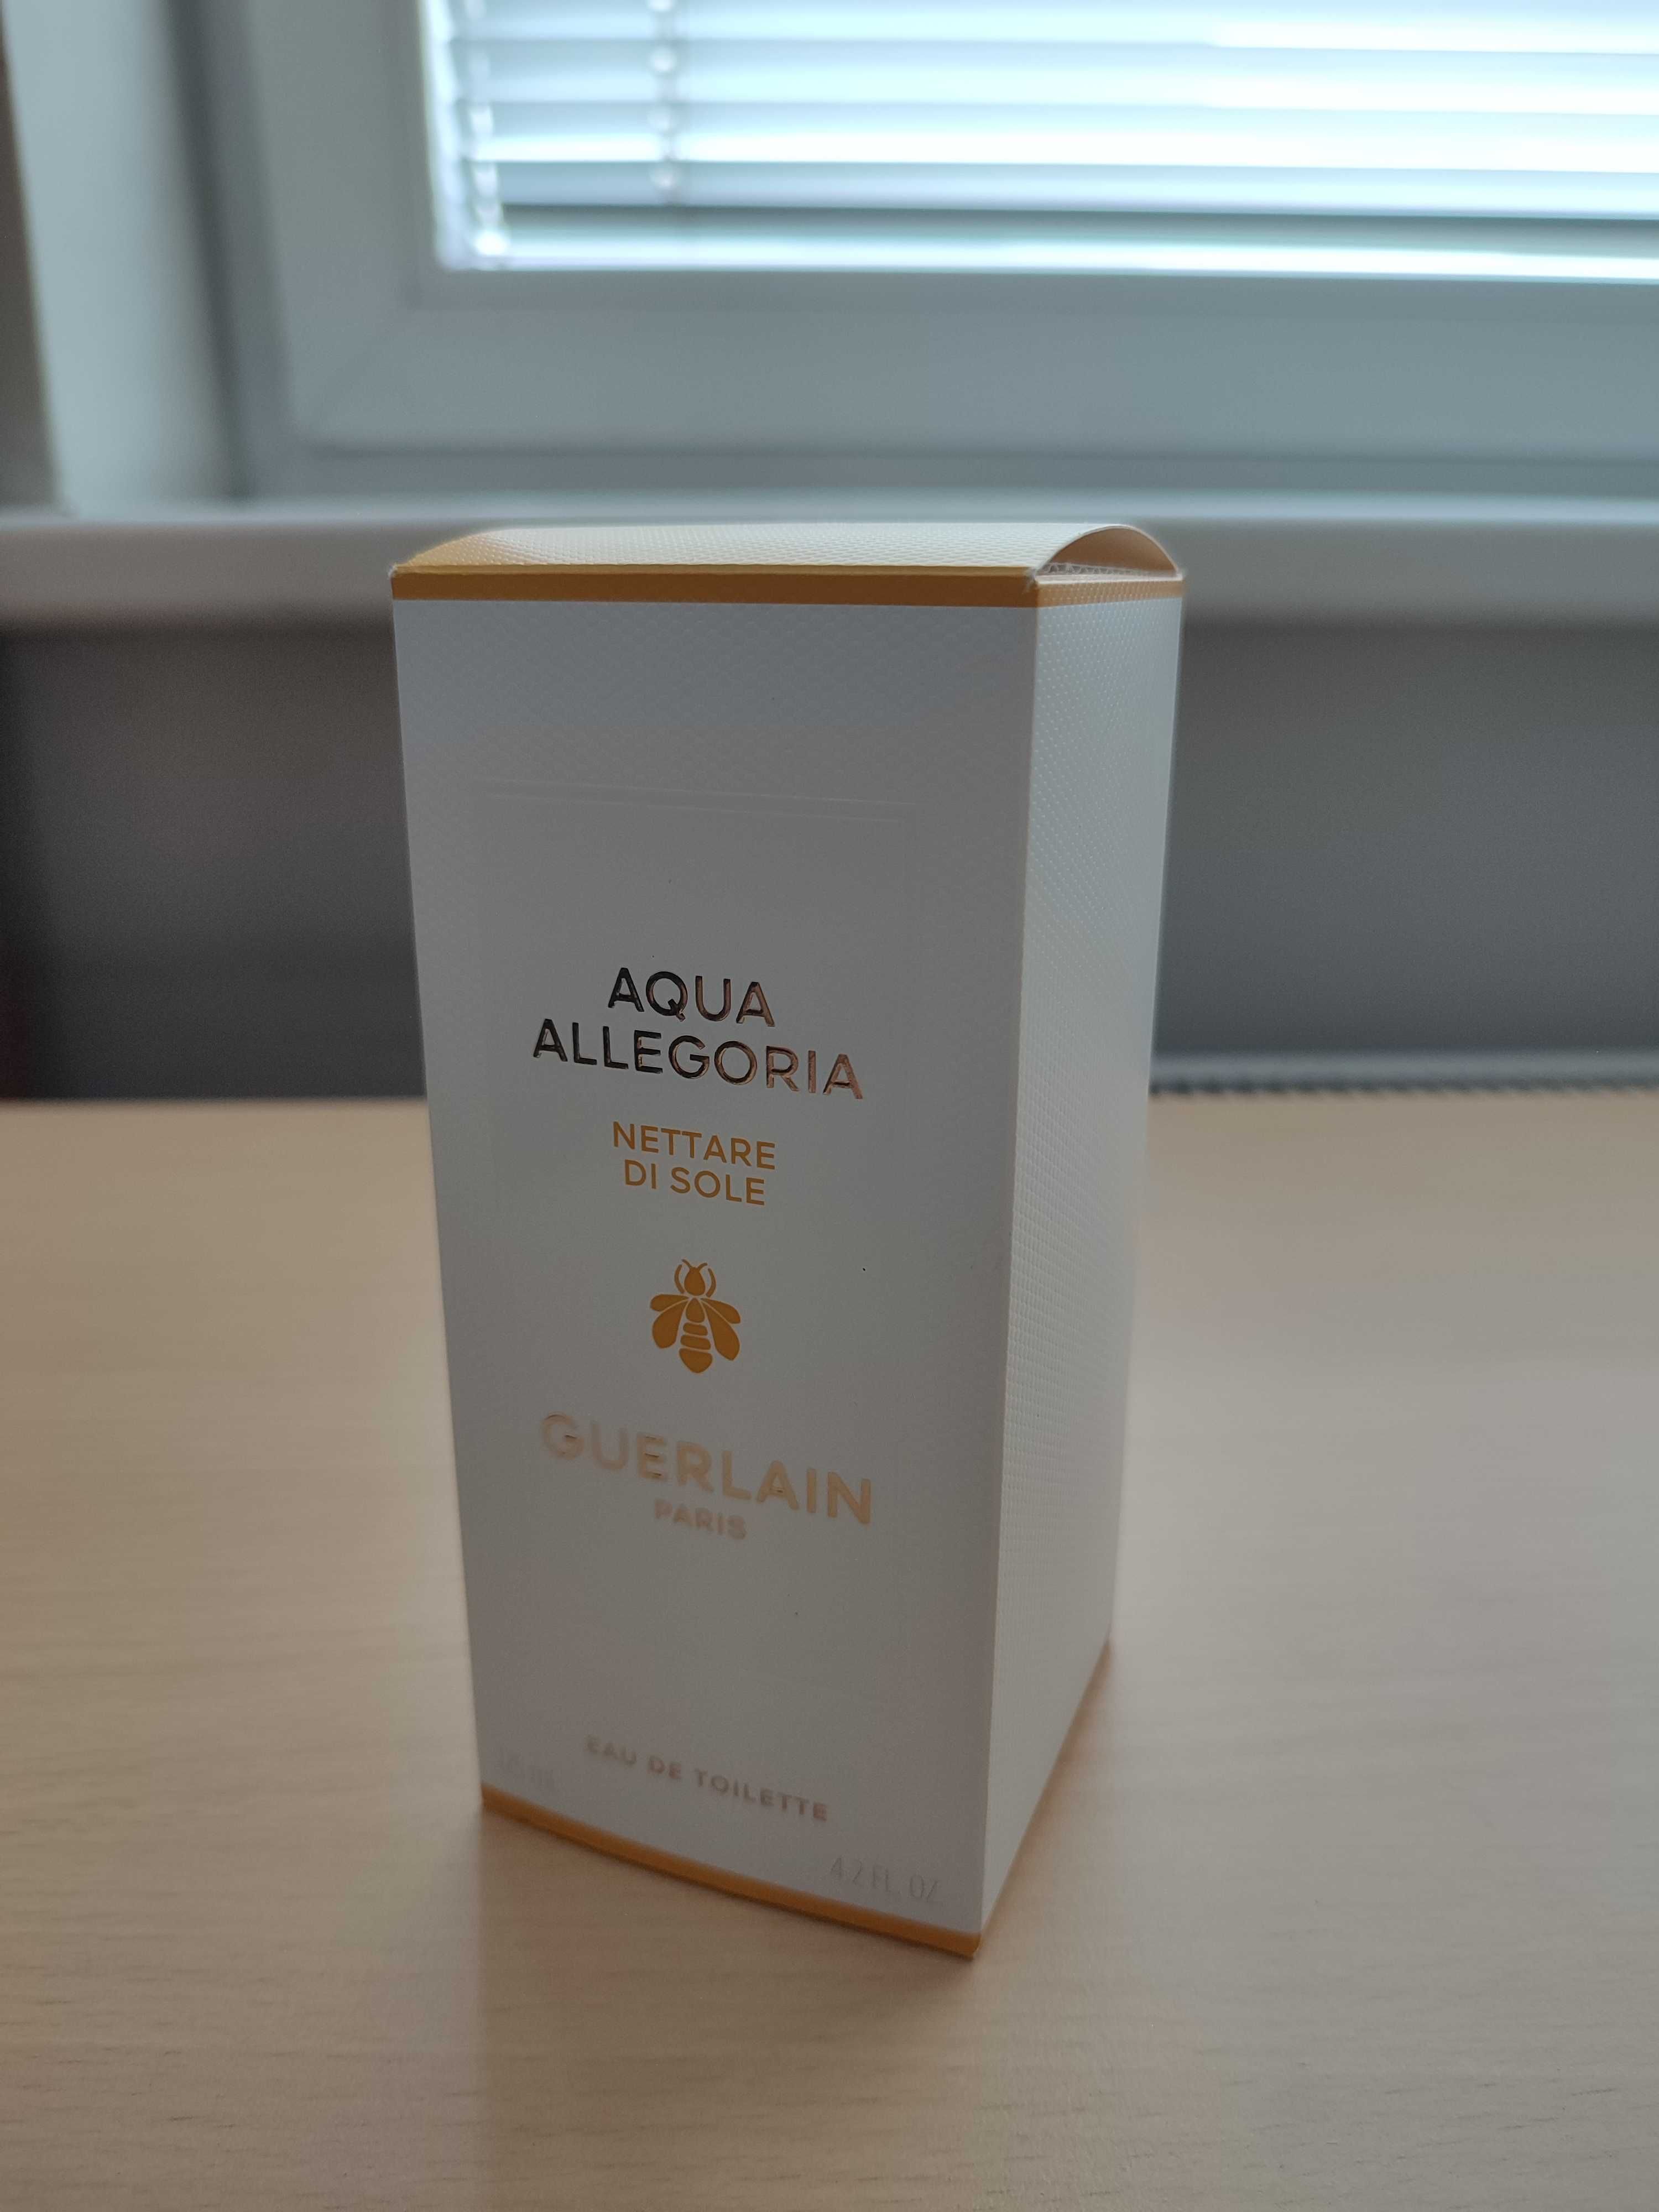 AQUA
ALLEGORIA
NETTARE
DI SOLE
GUERLAIN
PARIS
EAU DE TOILETTE
4.2 FL. OZ.